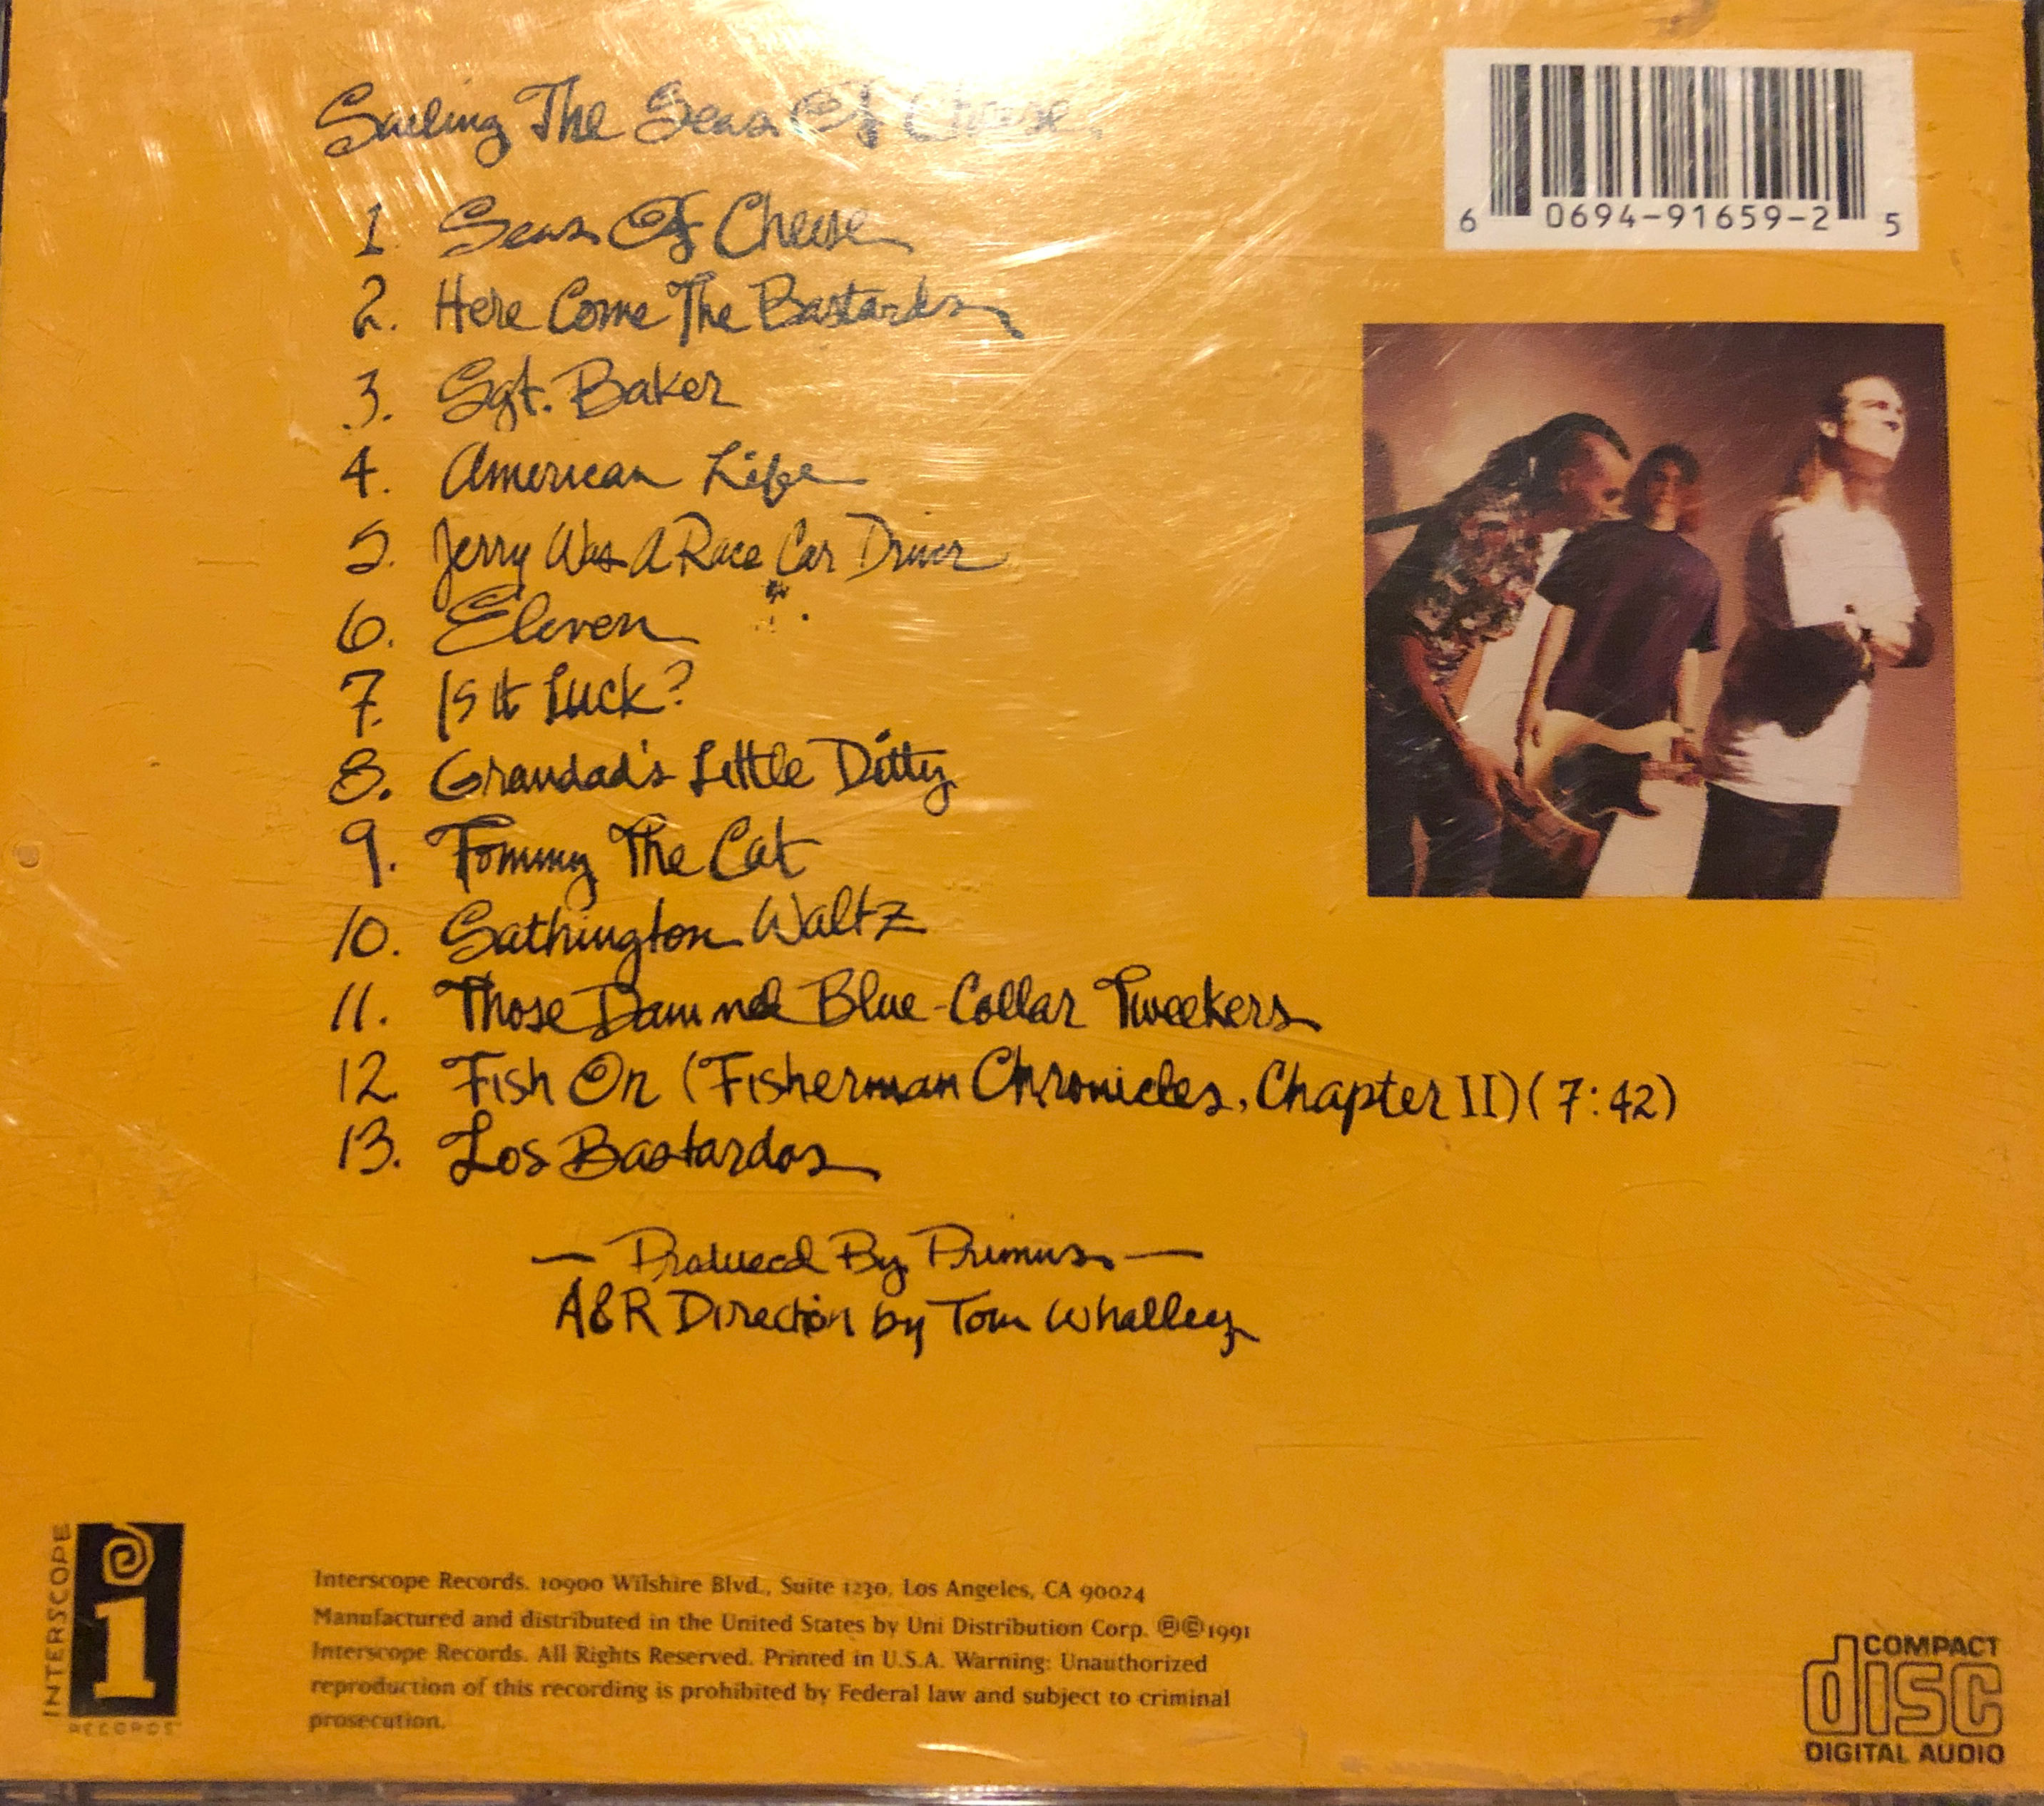 Sailing The Seas Of Cheese.
1. Seas Of Cheese
2. Here Come The Bastards
3. Sgt. Baker
4. American Life
5. Jerry Was A Race Car Driver
6. Eleven
7. Is It Luck?
8. Grandad's Little Ditty
9. Tommy The Cat
10. Sathington Waltz
11. Those Damned Blue-Collar Tweekers
12. Fish On (Fisherman Chronicles, Chapter II) (7:42)
13. Los Bastardos
— Produced By Primus —
A&R Direction by Tom Whalley
6 0694-91659-2 5
INTERSCOPE
i
RECORDS
Interscope Records. 10900 Wilshire Blvd., Suite 1230, Los Angeles, CA 90024
Manufactured and distributed in the United States by Uni Distribution Corp. ℗©1991
Interscope Records. All Rights Reserved. Printed in U.S.A. Warning: Unauthorized
reproduction of this recording is prohibited by Federal law and subject to criminal
prosecution.
COMPACT
disc
DIGITAL AUDIO